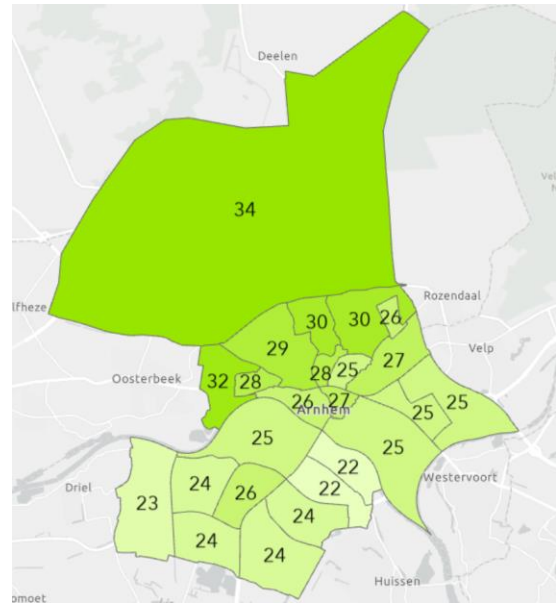 Deelen
34
lfheze
Rozendaal
30
30
26
29
27
Velp
Oosterbeek
32
28
28
25
26
27
Arnhem
25
25
25
25
22
Westervoort
Driel
23
24
26
22
24
24
24
Huissen
omoet